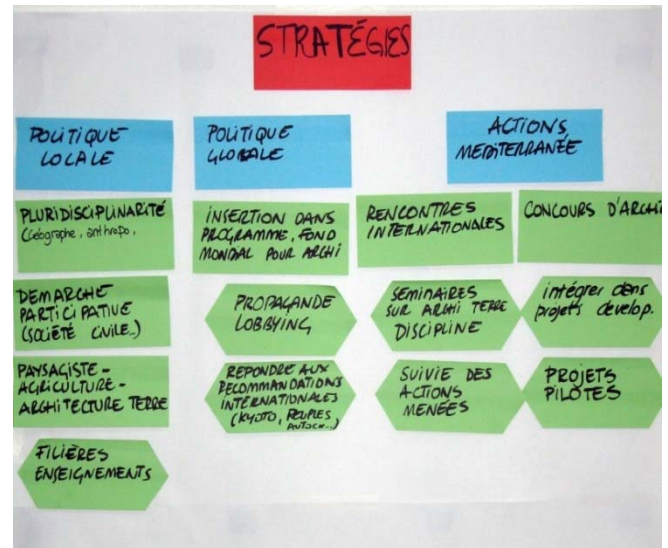 STRATÉGIES
POLITIQUE
LOCALE
PLURIDISCIPLINARITÉ
(Géographe, anthropo,
DEMARCHE
PARTICIPATIVE
(SOCIÉTÉ CIVILE..)
PAYSAGISTE -
AGRICULTURE -
ARCHITECTURE TERRE
FILIÈRES
ENSEIGNEMENTS
POLITIQUE
GLOBALE
INSERTION DANS
PROGRAMME, FOND
MONDIAL POUR ARCHI
PROPAGANDE
LOBBYING
REPONDRE AUX
RECOMMANDATIONS
INTERNATIONALES
(KYOTO, PEUPLES
AUTOCH...)
ACTIONS
MEDITERRANÉE
RENCONTRES
INTERNATIONALES
SEMINAIRES
SUR ARCHI TERRE
DISCIPLINE
SUIVIE DES
ACTIONS
MENÉES
CONCOURS D'ARCHI
intégrer dans
projets develop.
PROJETS
PILOTES